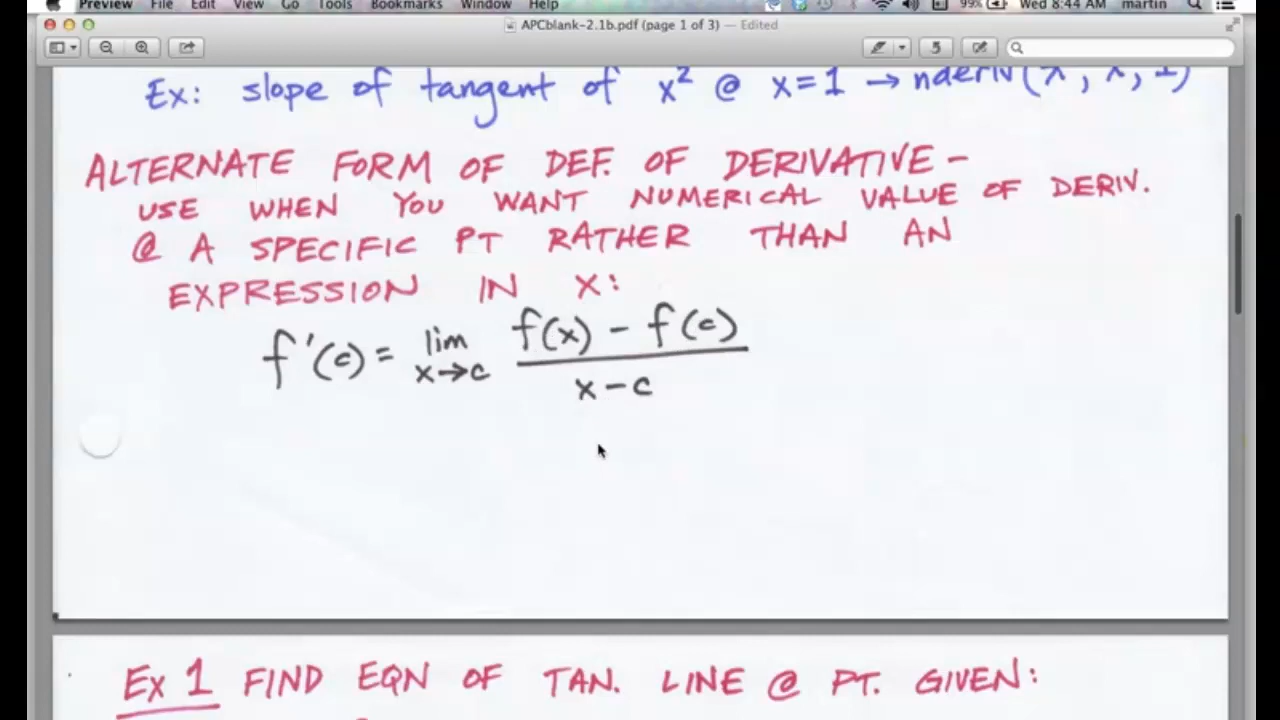 Preview File Edit View Go Tools Bookmarks Window Help 99% Wed 8:44 AM martin
APCblank-2.1b.pdf (page 1 of 3) — Edited
Ex: slope of tangent of x² @ x=1 → nderiv(
ALTERNATE FORM OF DEF. OF DERIVATIVE –
USE WHEN YOU WANT NUMERICAL VALUE OF DERIV.
@ A SPECIFIC PT RATHER THAN AN
EXPRESSION IN X:
f(x) – f(c)
f'(c) = lim
x→c
x – c
Ex 1 FIND EQN OF TAN. LINE @ PT. GIVEN: